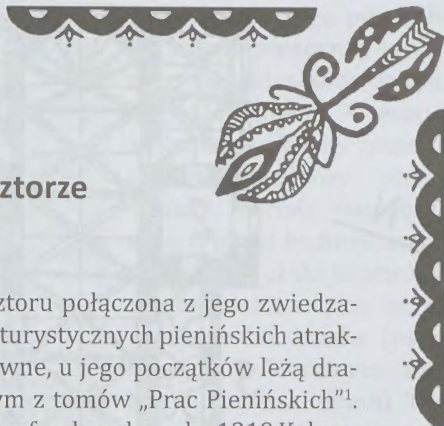 ztorze
ztoru połączona z jego zwiedza-
turystycznych pienińskich atrak-
wne, u jego początków leżą dra-
ym z tomów „Prac Pienińskich”¹.